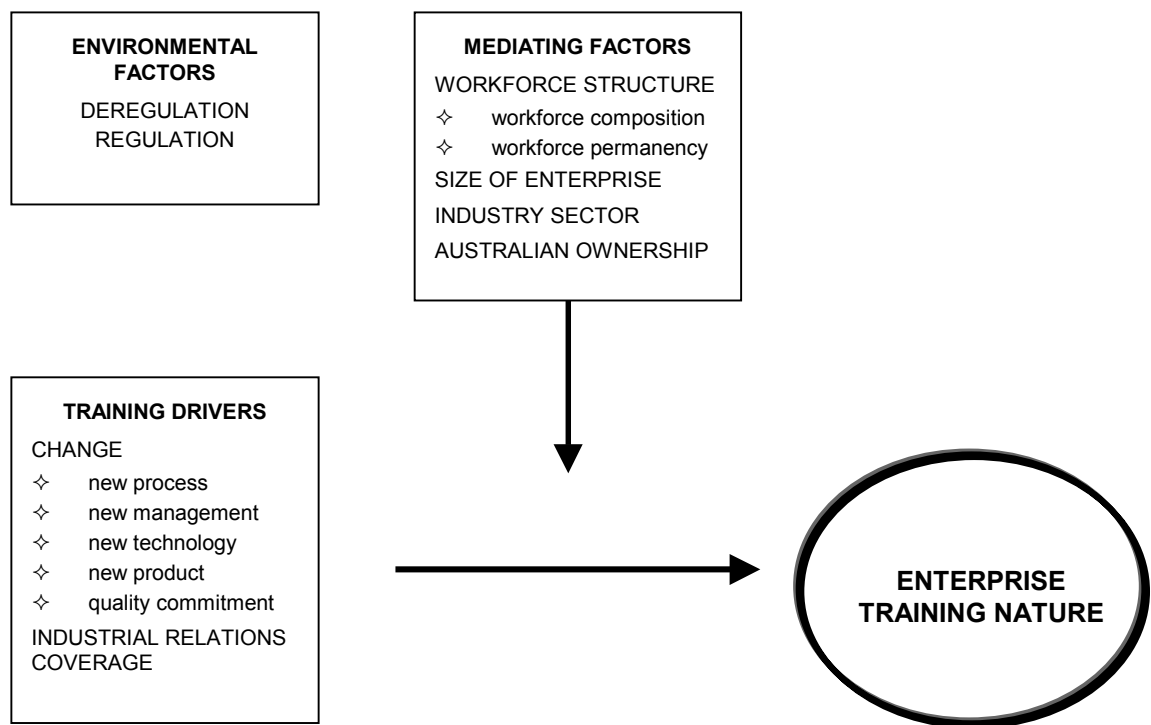 ENVIRONMENTAL
FACTORS
DEREGULATION
REGULATION
MEDIATING FACTORS
WORKFORCE STRUCTURE
✧ workforce composition
✧ workforce permanency
SIZE OF ENTERPRISE
INDUSTRY SECTOR
AUSTRALIAN OWNERSHIP
TRAINING DRIVERS
CHANGE
✧ new process
✧ new management
✧ new technology
✧ new product
✧ quality commitment
INDUSTRIAL RELATIONS
COVERAGE
ENTERPRISE
TRAINING NATURE